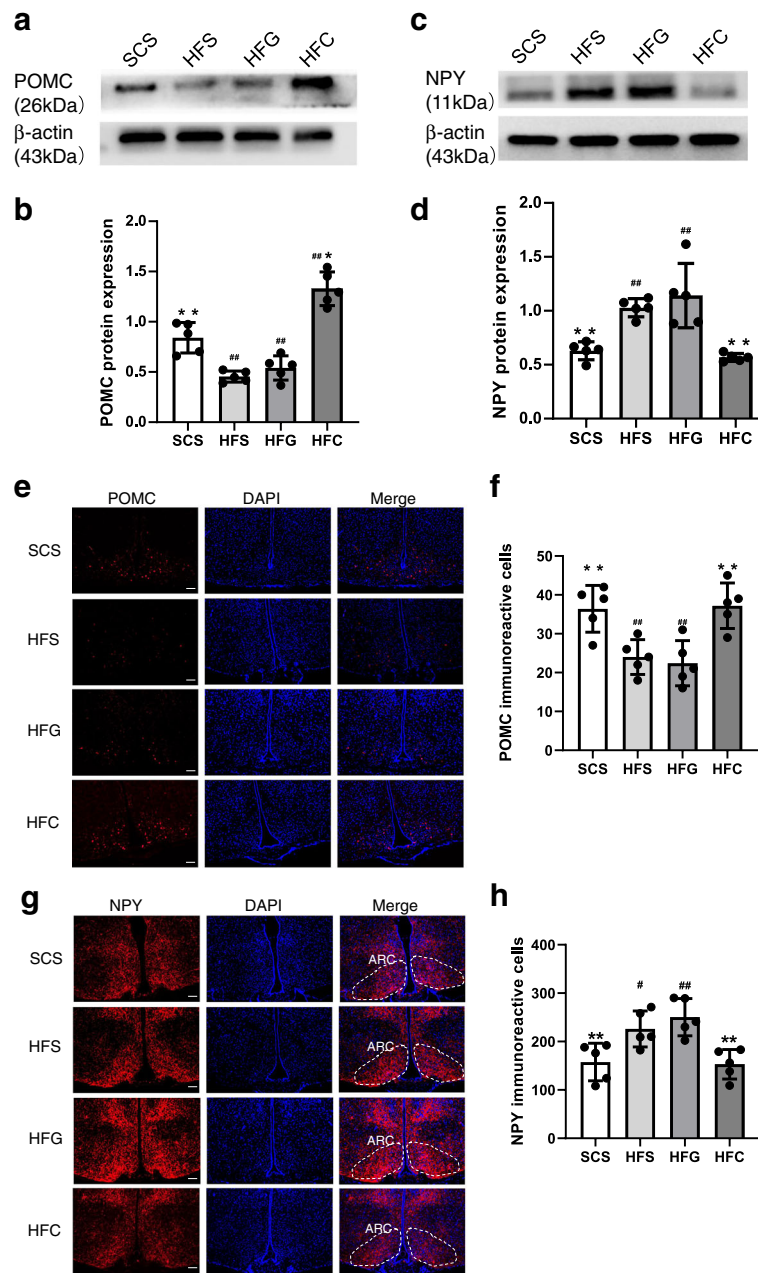 a
SCS HFS HFG HFC
POMC
(26kDa)
β-actin
(43kDa)
c
SCS HFS HFG HFC
NPY
(11kDa)
β-actin
(43kDa)
b
POMC protein expression
2.0
1.5
1.0
0.5
0.0
** ## ## ## *
SCS HFS HFG HFC
d
NPY protein expression
2.0
1.5
1.0
0.5
0.0
** ## ## **
SCS HFS HFG HFC
e
POMC DAPI Merge
SCS
HFS
HFG
HFC
f
POMC immunoreactive cells
50
40
30
20
10
0
** ## ## **
SCS HFS HFG HFC
g
NPY DAPI Merge
SCS
ARC
HFS
ARC
HFG
ARC
HFC
ARC
h
NPY immunoreactive cells
400
300
200
100
0
** # ## **
SCS HFS HFG HFC